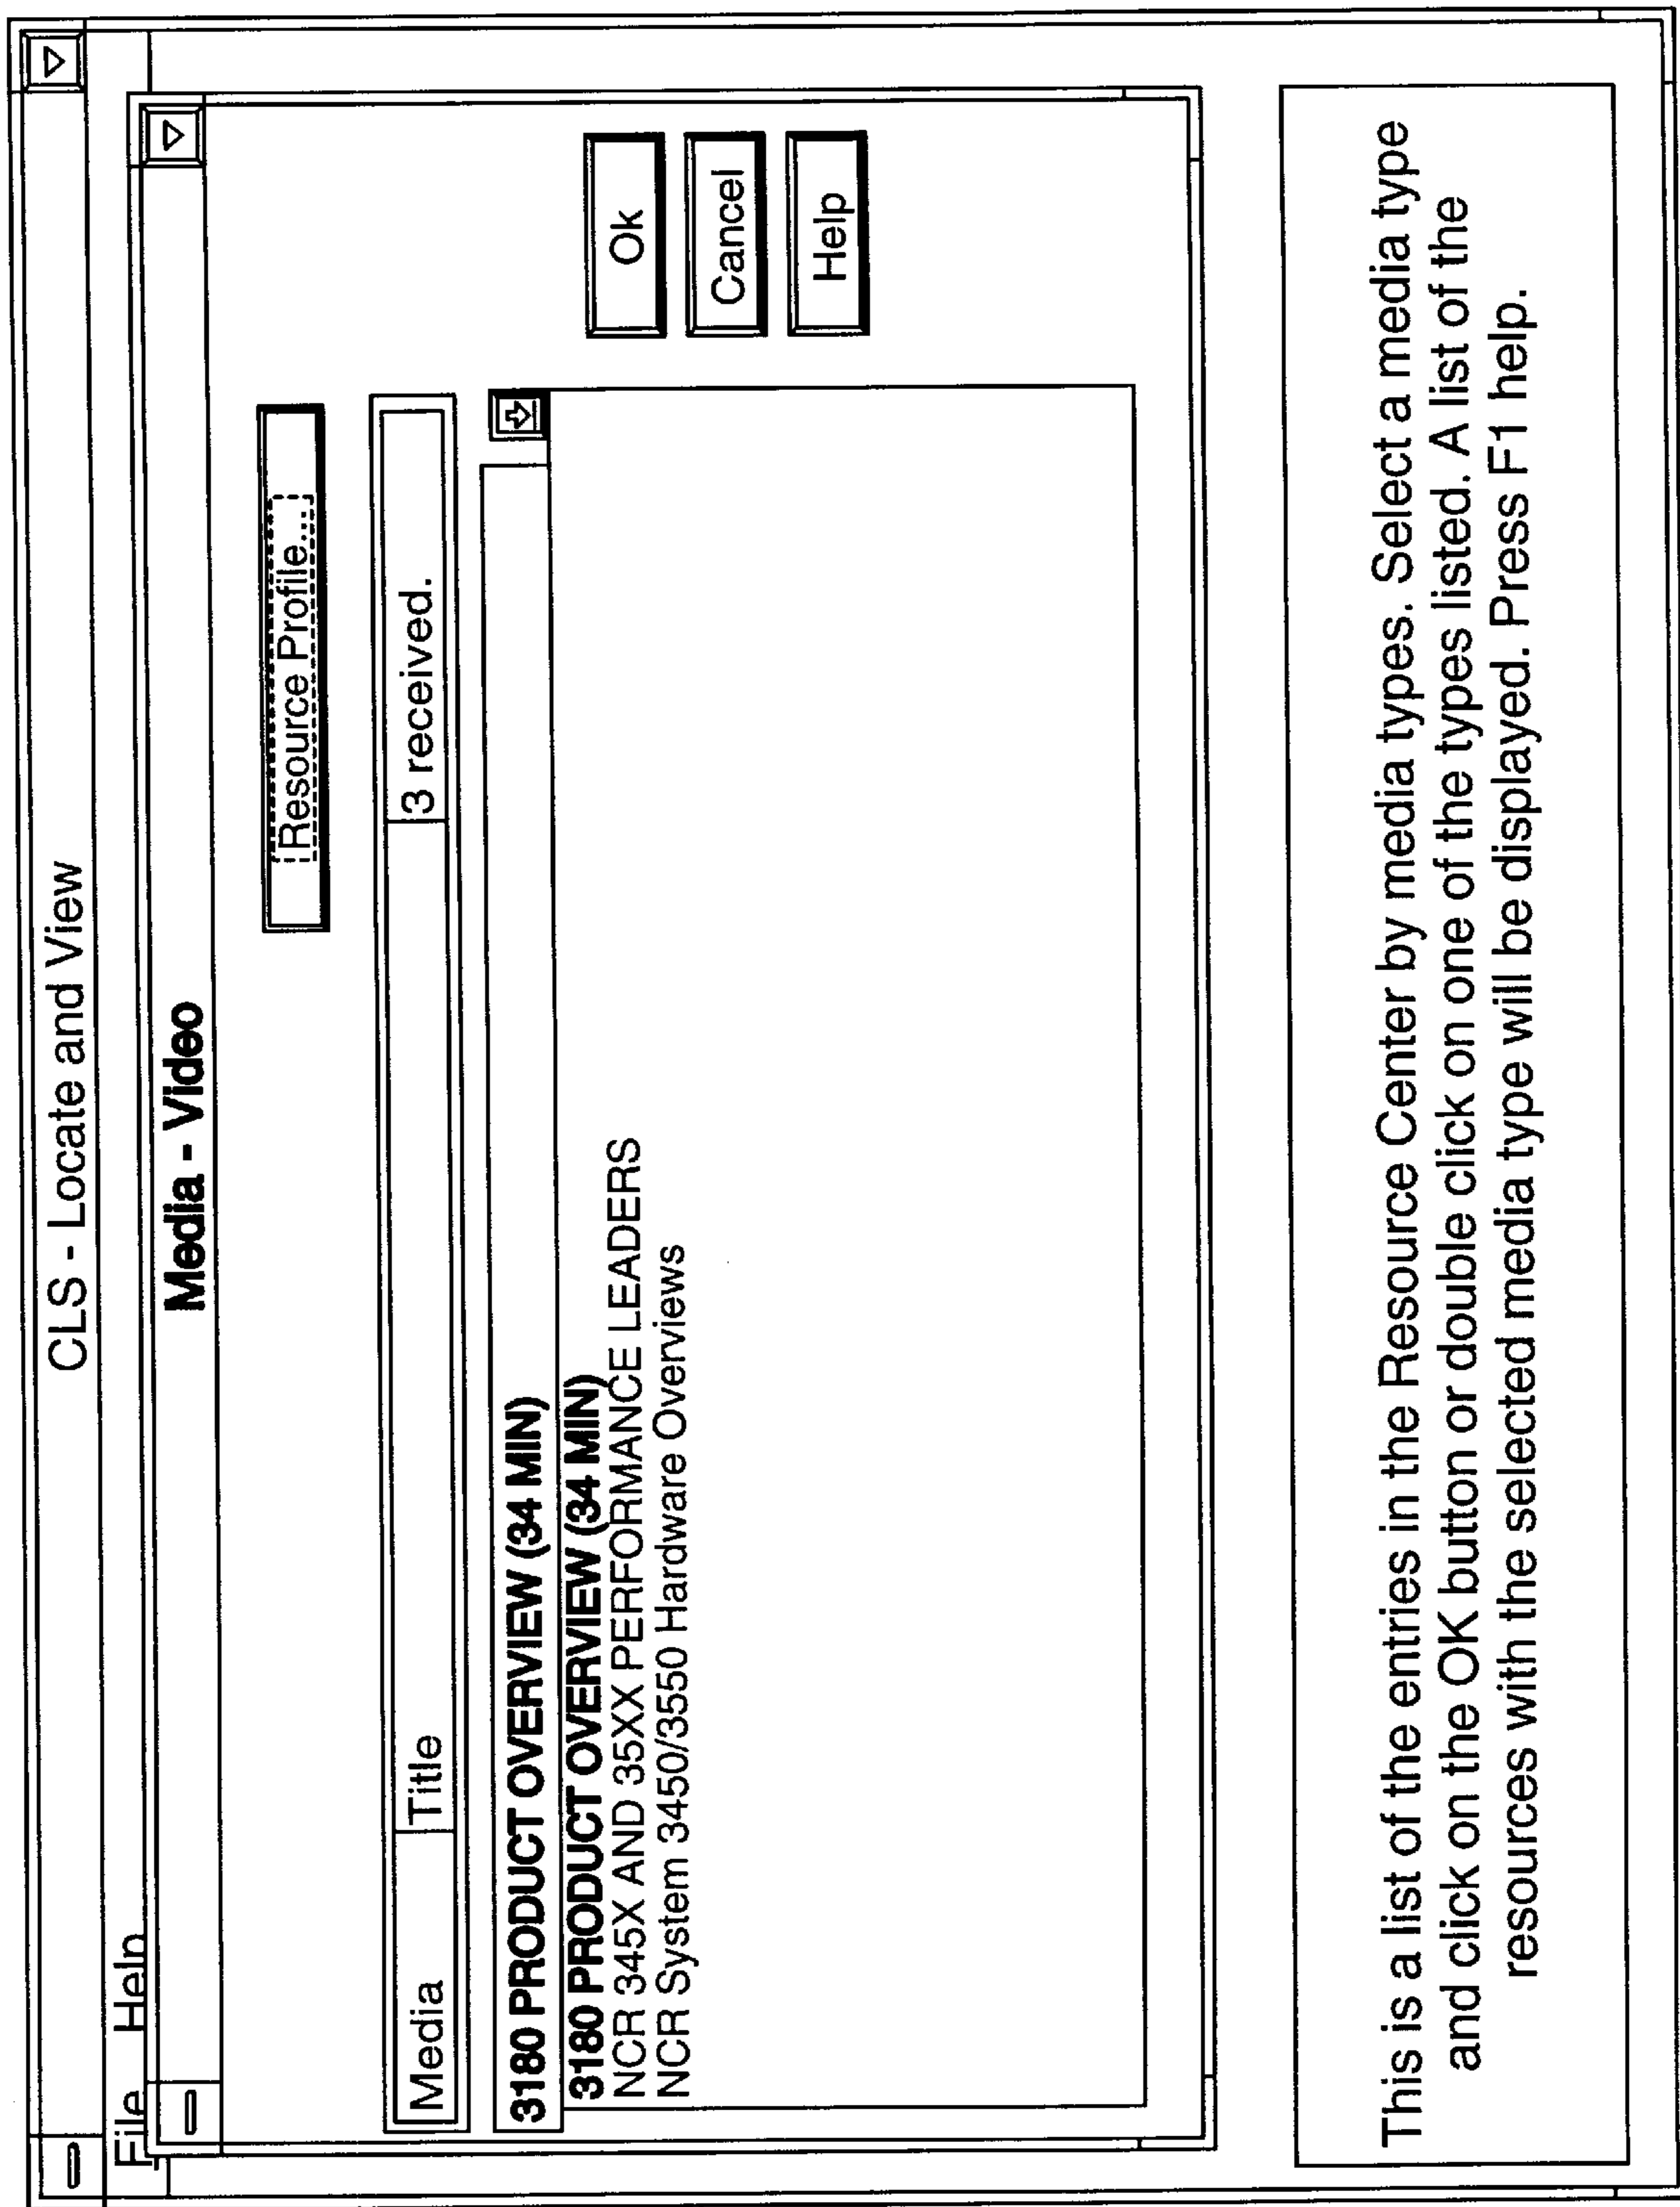 CLS - Locate and View
File Help
Media - Video
Resource Profile...
Media Title 3 received.
3180 PRODUCT OVERVIEW (34 MIN)
3180 PRODUCT OVERVIEW (34 MIN)
NCR 345X AND 35XX PERFORMANCE LEADERS
NCR System 3450/3550 Hardware Overviews
Ok
Cancel
Help
This is a list of the entries in the Resource Center by media types. Select a media type
and click on the OK button or double click on one of the types listed. A list of the
resources with the selected media type will be displayed. Press F1 help.